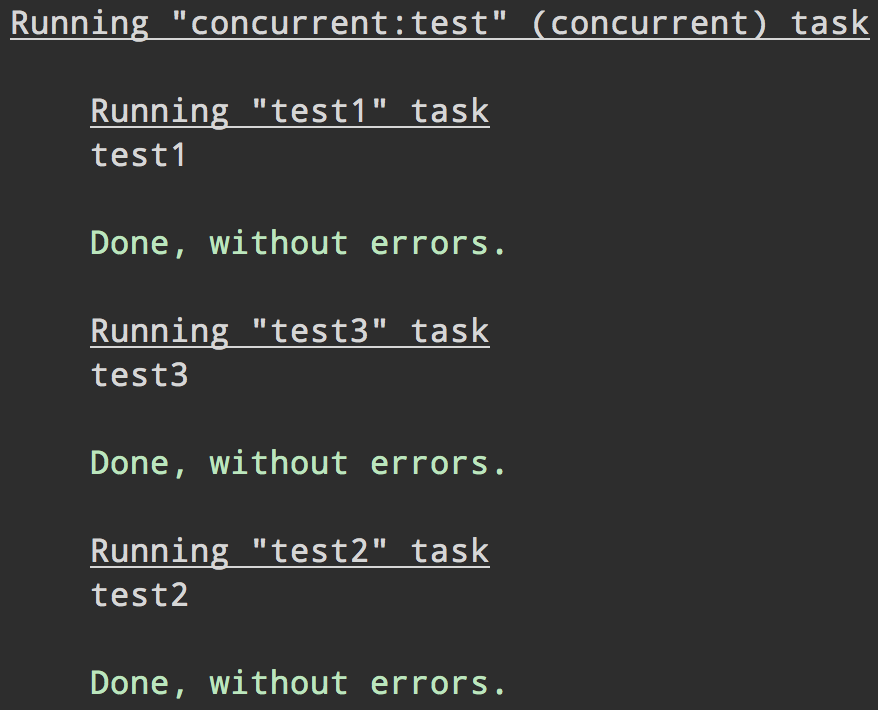 Running "concurrent:test" (concurrent) task
Running "test1" task
test1
Done, without errors.
Running "test3" task
test3
Done, without errors.
Running "test2" task
test2
Done, without errors.